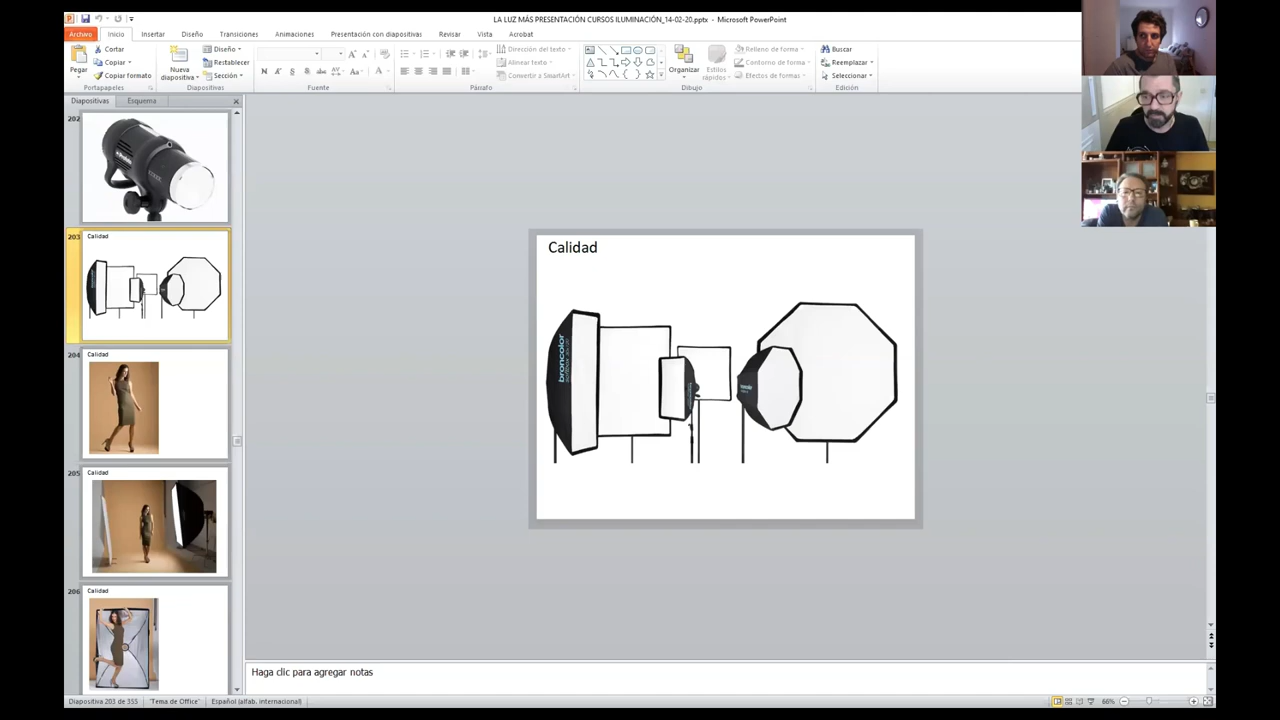 LA LUZ MÁS PRESENTACIÓN CURSOS ILUMINACIÓN_14-02-20.pptx - Microsoft PowerPoint
Archivo Inicio Insertar Diseño Transiciones Animaciones Presentación con diapositivas Revisar Vista Acrobat
Pegar
Cortar
Copiar
Copiar formato
Portapapeles
Nueva diapositiva
Diseño
Restablecer
Sección
Diapositivas
N K S abc AV Aa A
Fuente
Dirección del texto
Alinear texto
Convertir a SmartArt
Párrafo
Organizar
Estilos rápidos
Relleno de forma
Contorno de forma
Efectos de formas
Dibujo
Buscar
Reemplazar
Seleccionar
Edición
Diapositivas Esquema
202
203
Calidad
204
Calidad
205
Calidad
206
Calidad
Calidad
broncolor
broncolor
Haga clic para agregar notas
Diapositiva 203 de 355 "Tema de Office" Español (alfab. internacional) 66%